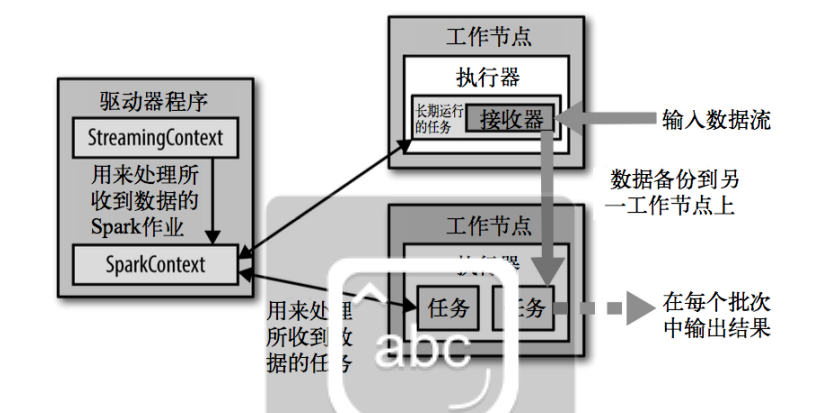 驱动器程序
StreamingContext
用来处理所
收到数据的
Spark作业
SparkContext
工作节点
执行器
长期运行
的任务
接收器
输入数据流
数据备份到另
一工作节点上
工作节点
执行器
任务
任务
用来处理
所收到数
据的任务
在每个批次
中输出结果
abc